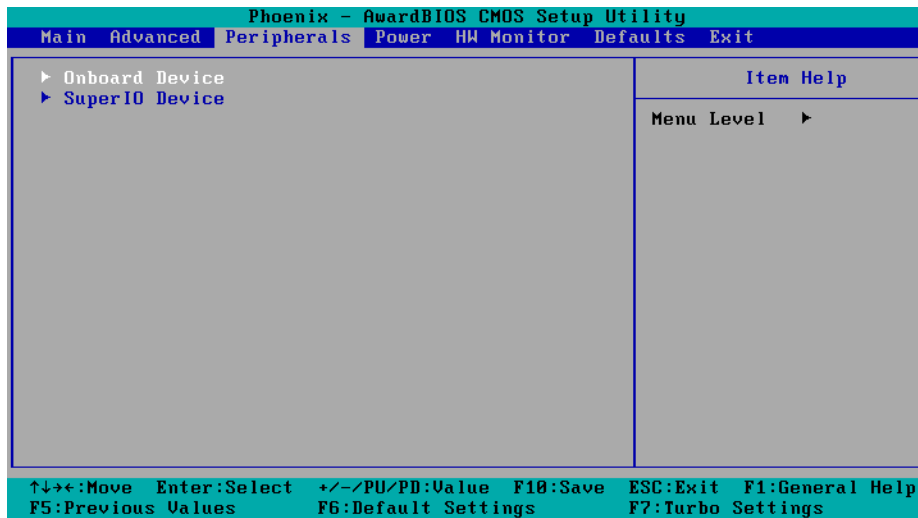 Phoenix - AwardBIOS CMOS Setup Utility
Main Advanced Peripherals Power HW Monitor Defaults Exit
▶ Onboard Device
▶ SuperIO Device
Item Help
Menu Level ▶
↑↓→←:Move Enter:Select +/-/PU/PD:Value F10:Save ESC:Exit F1:General Help
F5:Previous Values F6:Default Settings F7:Turbo Settings